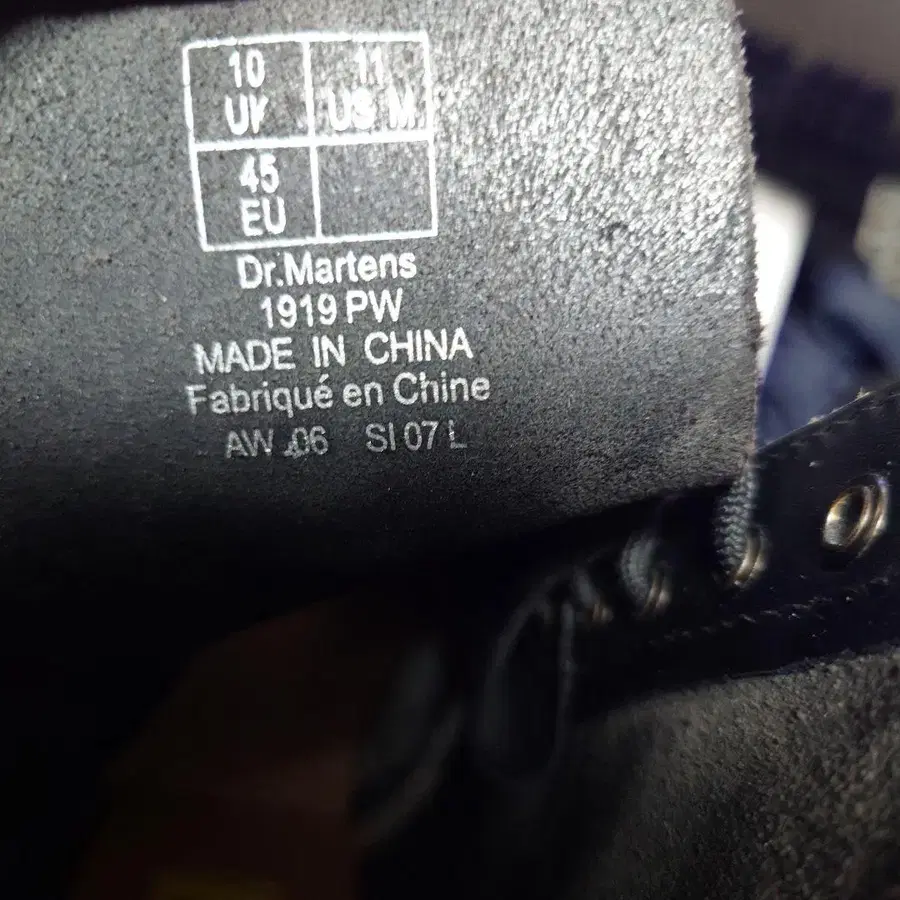 10 11
UK US M
45
EU
Dr.Martens
1919 PW
MADE IN CHINA
Fabriqué en Chine
AW 06 SI 07 L